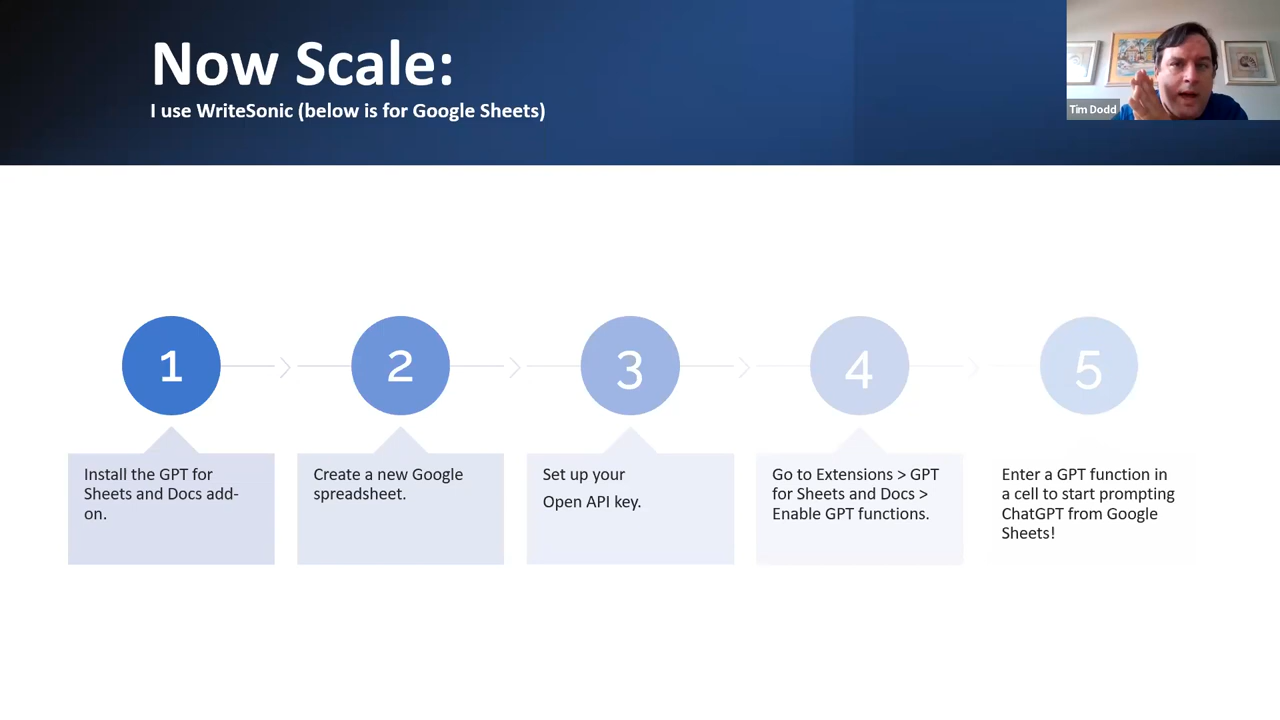 Now Scale:
I use WriteSonic (below is for Google Sheets)
Tim Dodd
1
2
3
4
5
Install the GPT for
Sheets and Docs add-
on.
Create a new Google
spreadsheet.
Set up your
Open API key.
Go to Extensions > GPT
for Sheets and Docs >
Enable GPT functions.
Enter a GPT function in
a cell to start prompting
ChatGPT from Google
Sheets!